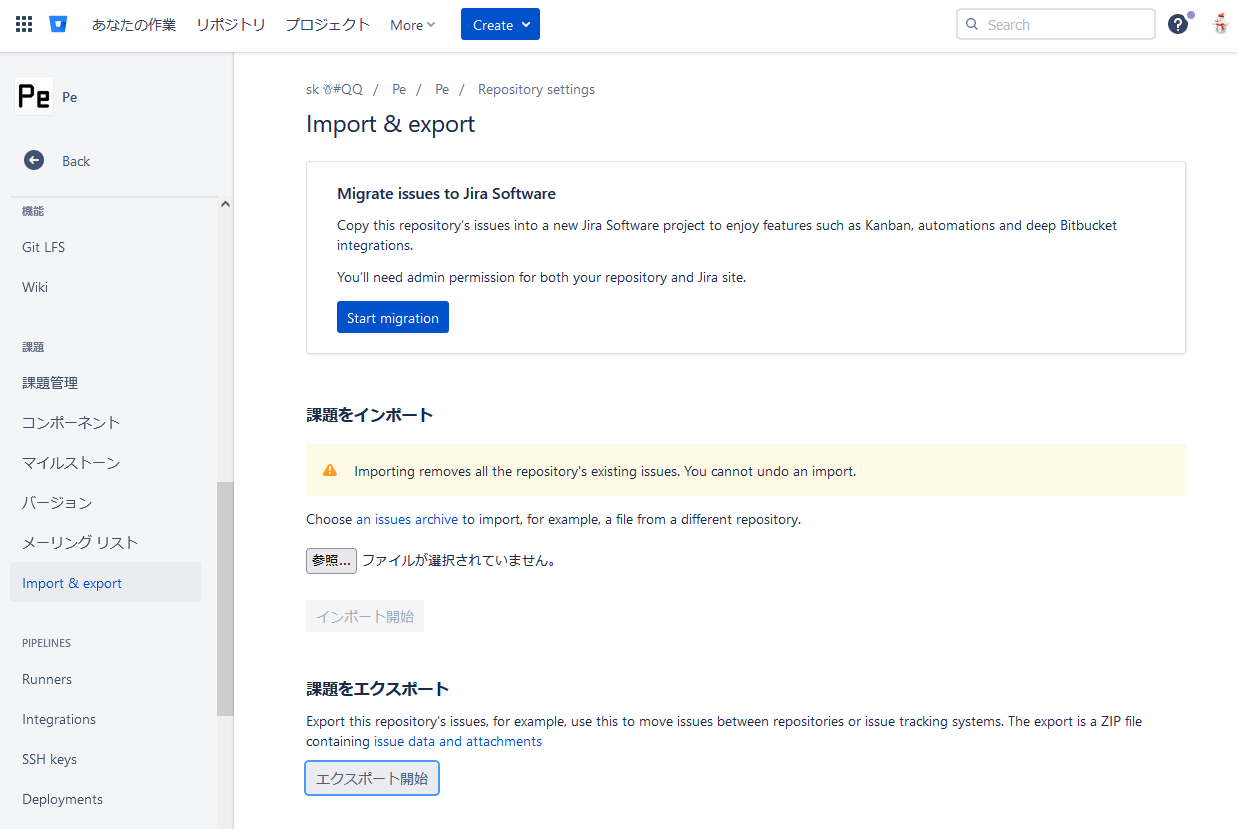 あなたの作業 リポジトリ プロジェクト More Create Search ?
Pe Pe
Back
機能
Git LFS
Wiki
課題
課題管理
コンポーネント
マイルストーン
バージョン
メーリング リスト
Import & export
PIPELINES
Runners
Integrations
SSH keys
Deployments
sk ☃#QQ / Pe / Pe / Repository settings
Import & export
Migrate issues to Jira Software
Copy this repository's issues into a new Jira Software project to enjoy features such as Kanban, automations and deep Bitbucket
integrations.
You'll need admin permission for both your repository and Jira site.
Start migration
課題をインポート
Importing removes all the repository's existing issues. You cannot undo an import.
Choose an issues archive to import, for example, a file from a different repository.
参照... ファイルが選択されていません。
インポート開始
課題をエクスポート
Export this repository's issues, for example, use this to move issues between repositories or issue tracking systems. The export is a ZIP file
containing issue data and attachments
エクスポート開始